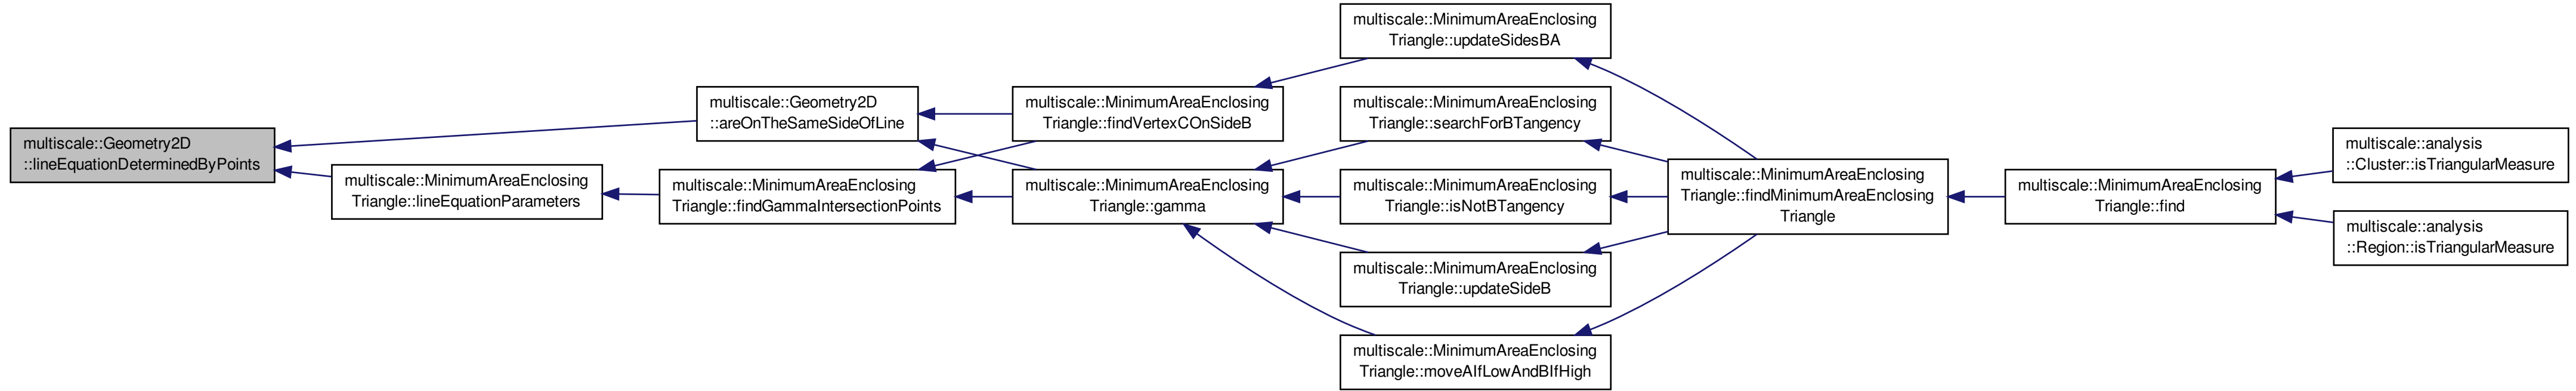 multiscale::Geometry2D
::lineEquationDeterminedByPoints
multiscale::Geometry2D
::areOnTheSameSideOfLine
multiscale::MinimumAreaEnclosing
Triangle::lineEquationParameters
multiscale::MinimumAreaEnclosing
Triangle::findGammaIntersectionPoints
multiscale::MinimumAreaEnclosing
Triangle::findVertexCOnSideB
multiscale::MinimumAreaEnclosing
Triangle::gamma
multiscale::MinimumAreaEnclosing
Triangle::updateSidesBA
multiscale::MinimumAreaEnclosing
Triangle::searchForBTangency
multiscale::MinimumAreaEnclosing
Triangle::isNotBTangency
multiscale::MinimumAreaEnclosing
Triangle::updateSideB
multiscale::MinimumAreaEnclosing
Triangle::moveAIfLowAndBIfHigh
multiscale::MinimumAreaEnclosing
Triangle::findMinimumAreaEnclosing
Triangle
multiscale::MinimumAreaEnclosing
Triangle::find
multiscale::analysis
::Cluster::isTriangularMeasure
multiscale::analysis
::Region::isTriangularMeasure